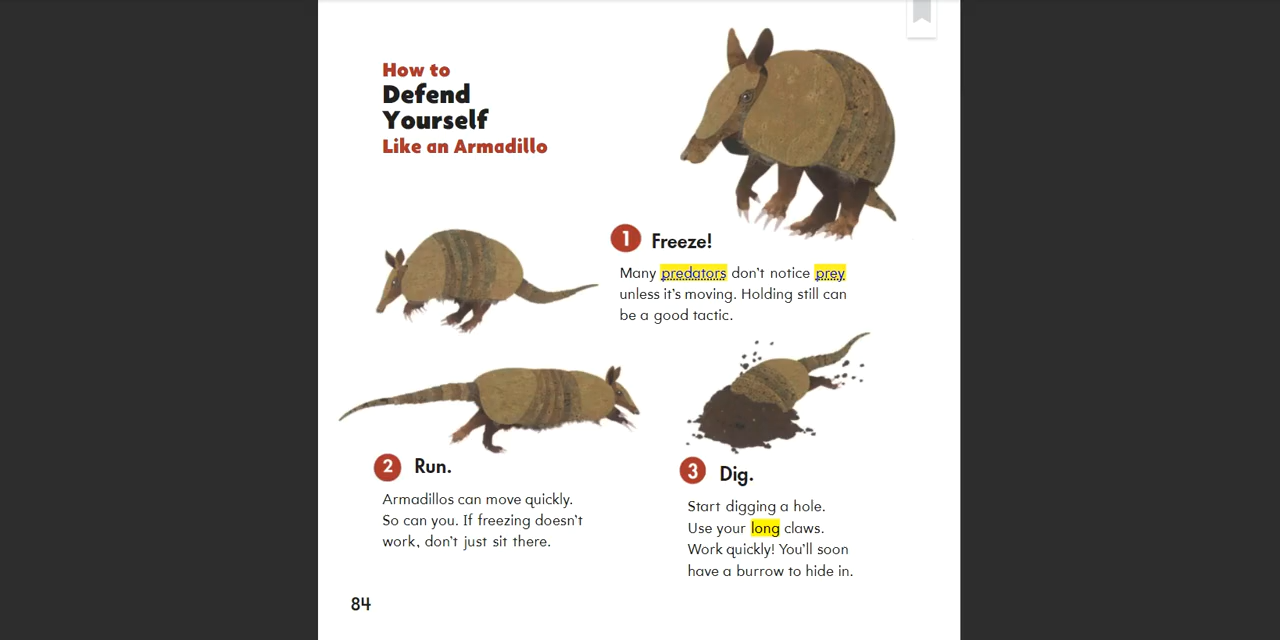 How to
Defend
Yourself
Like an Armadillo
1 Freeze!
Many predators don't notice prey
unless it's moving. Holding still can
be a good tactic.
2 Run.
Armadillos can move quickly.
So can you. If freezing doesn't
work, don't just sit there.
3 Dig.
Start digging a hole.
Use your long claws.
Work quickly! You'll soon
have a burrow to hide in.
84